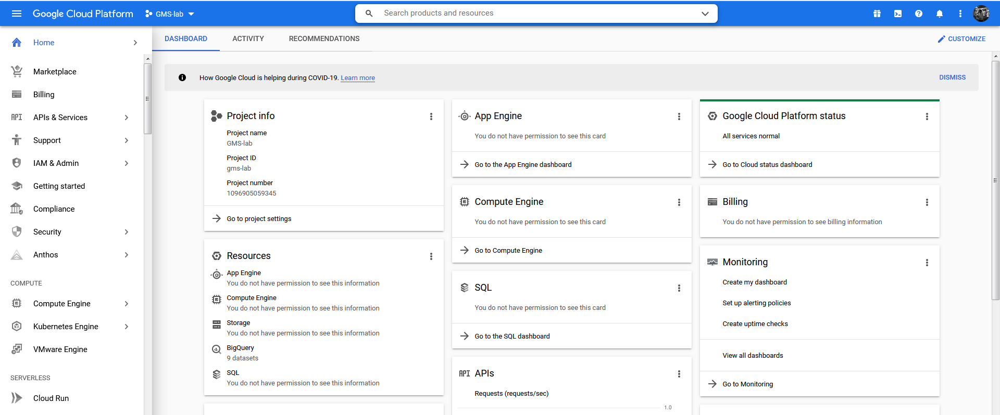 Google Cloud Platform
GMS-lab
Search products and resources
Home
Marketplace
Billing
API
APIs & Services
Support
IAM & Admin
Getting started
Compliance
Security
Anthos
COMPUTE
Compute Engine
Kubernetes Engine
VMware Engine
SERVERLESS
Cloud Run
DASHBOARD
ACTIVITY
RECOMMENDATIONS
CUSTOMIZE
How Google Cloud is helping during COVID-19. Learn more
DISMISS
Project info
Project name
GMS-lab
Project ID
gms-lab
Project number
1096905059345
Go to project settings
Resources
App Engine
You do not have permission to see this information
Compute Engine
You do not have permission to see this information
Storage
You do not have permission to see this information
BigQuery
9 datasets
SQL
You do not have permission to see this information
App Engine
You do not have permission to see this card
Go to the App Engine dashboard
Compute Engine
You do not have permission to see this card
Go to Compute Engine
SQL
You do not have permission to see this card
Go to the SQL dashboard
API
APIs
Requests (requests/sec)
1.0
Google Cloud Platform status
All services normal
Go to Cloud status dashboard
Billing
You do not have permission to see billing information
Monitoring
Create my dashboard
Set up alerting policies
Create uptime checks
View all dashboards
Go to Monitoring